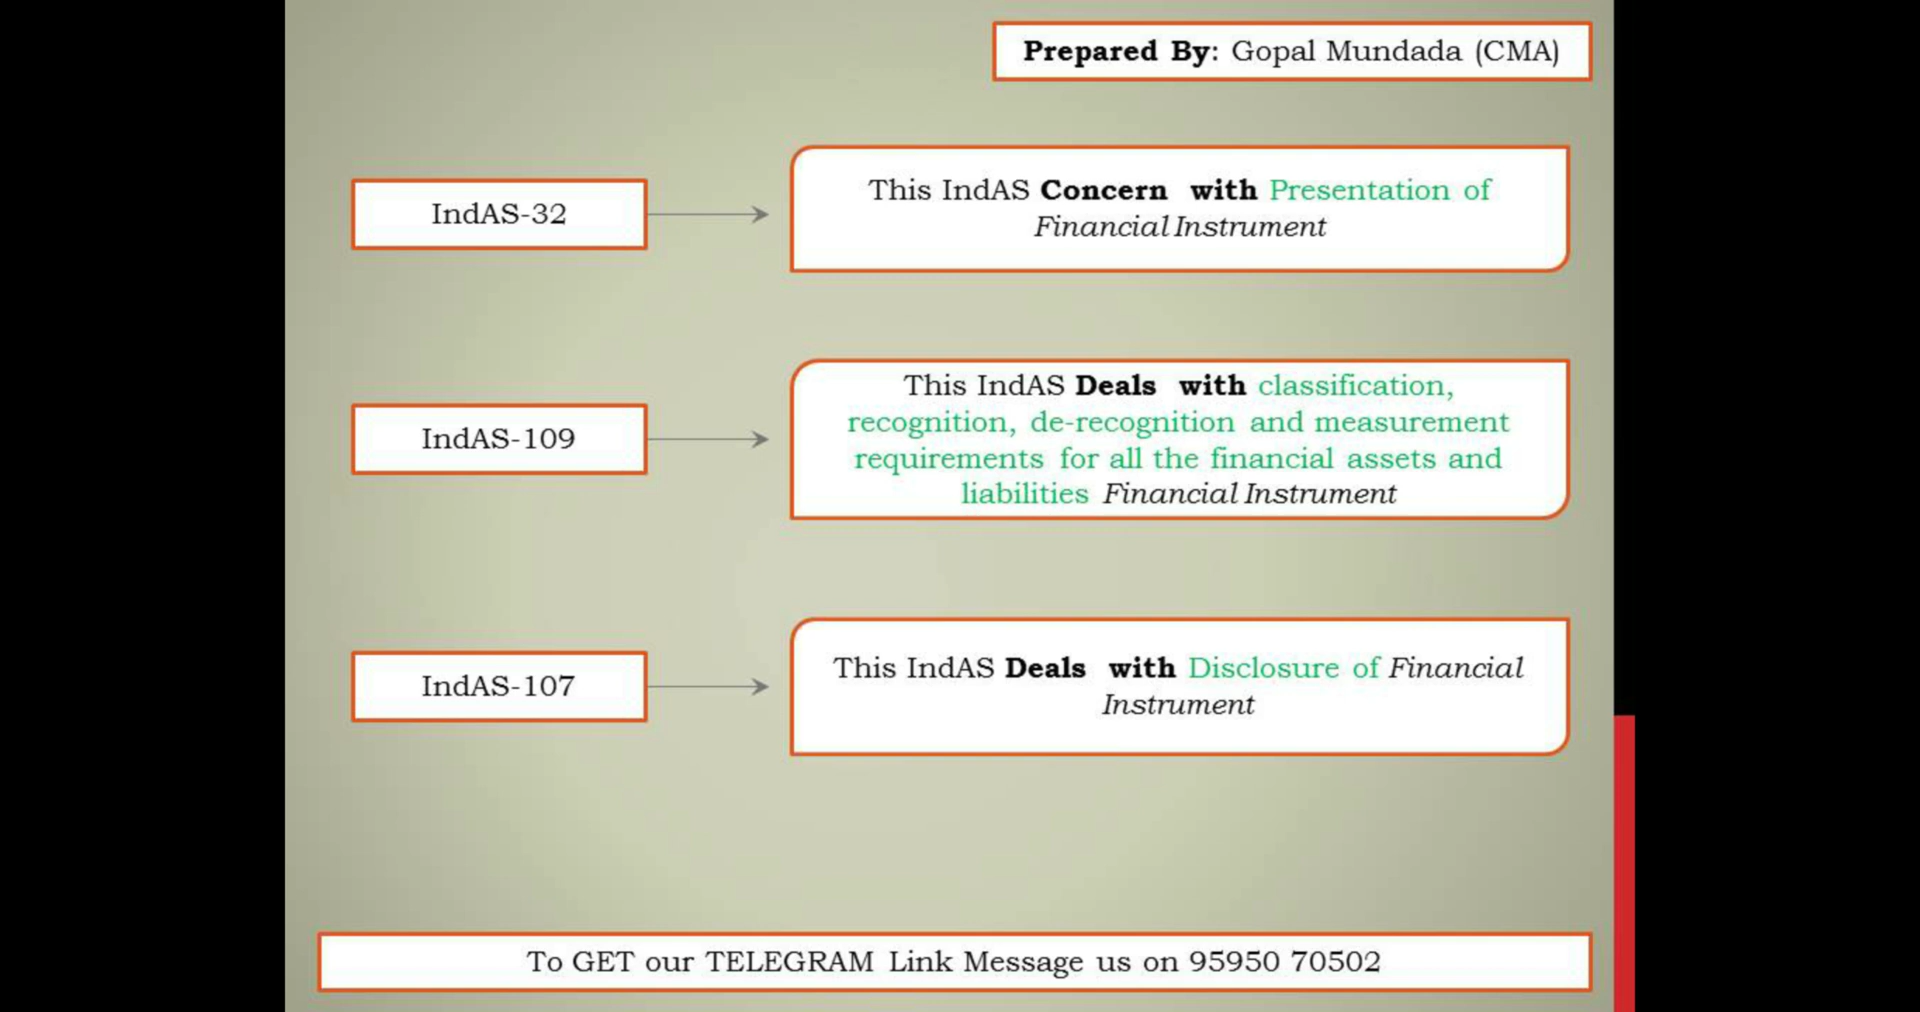 Prepared By: Gopal Mundada (CMA)
IndAS-32
This IndAS Concern with Presentation of
Financial Instrument
IndAS-109
This IndAS Deals with classification,
recognition, de-recognition and measurement
requirements for all the financial assets and
liabilities Financial Instrument
IndAS-107
This IndAS Deals with Disclosure of Financial
Instrument
To GET our TELEGRAM Link Message us on 95950 70502